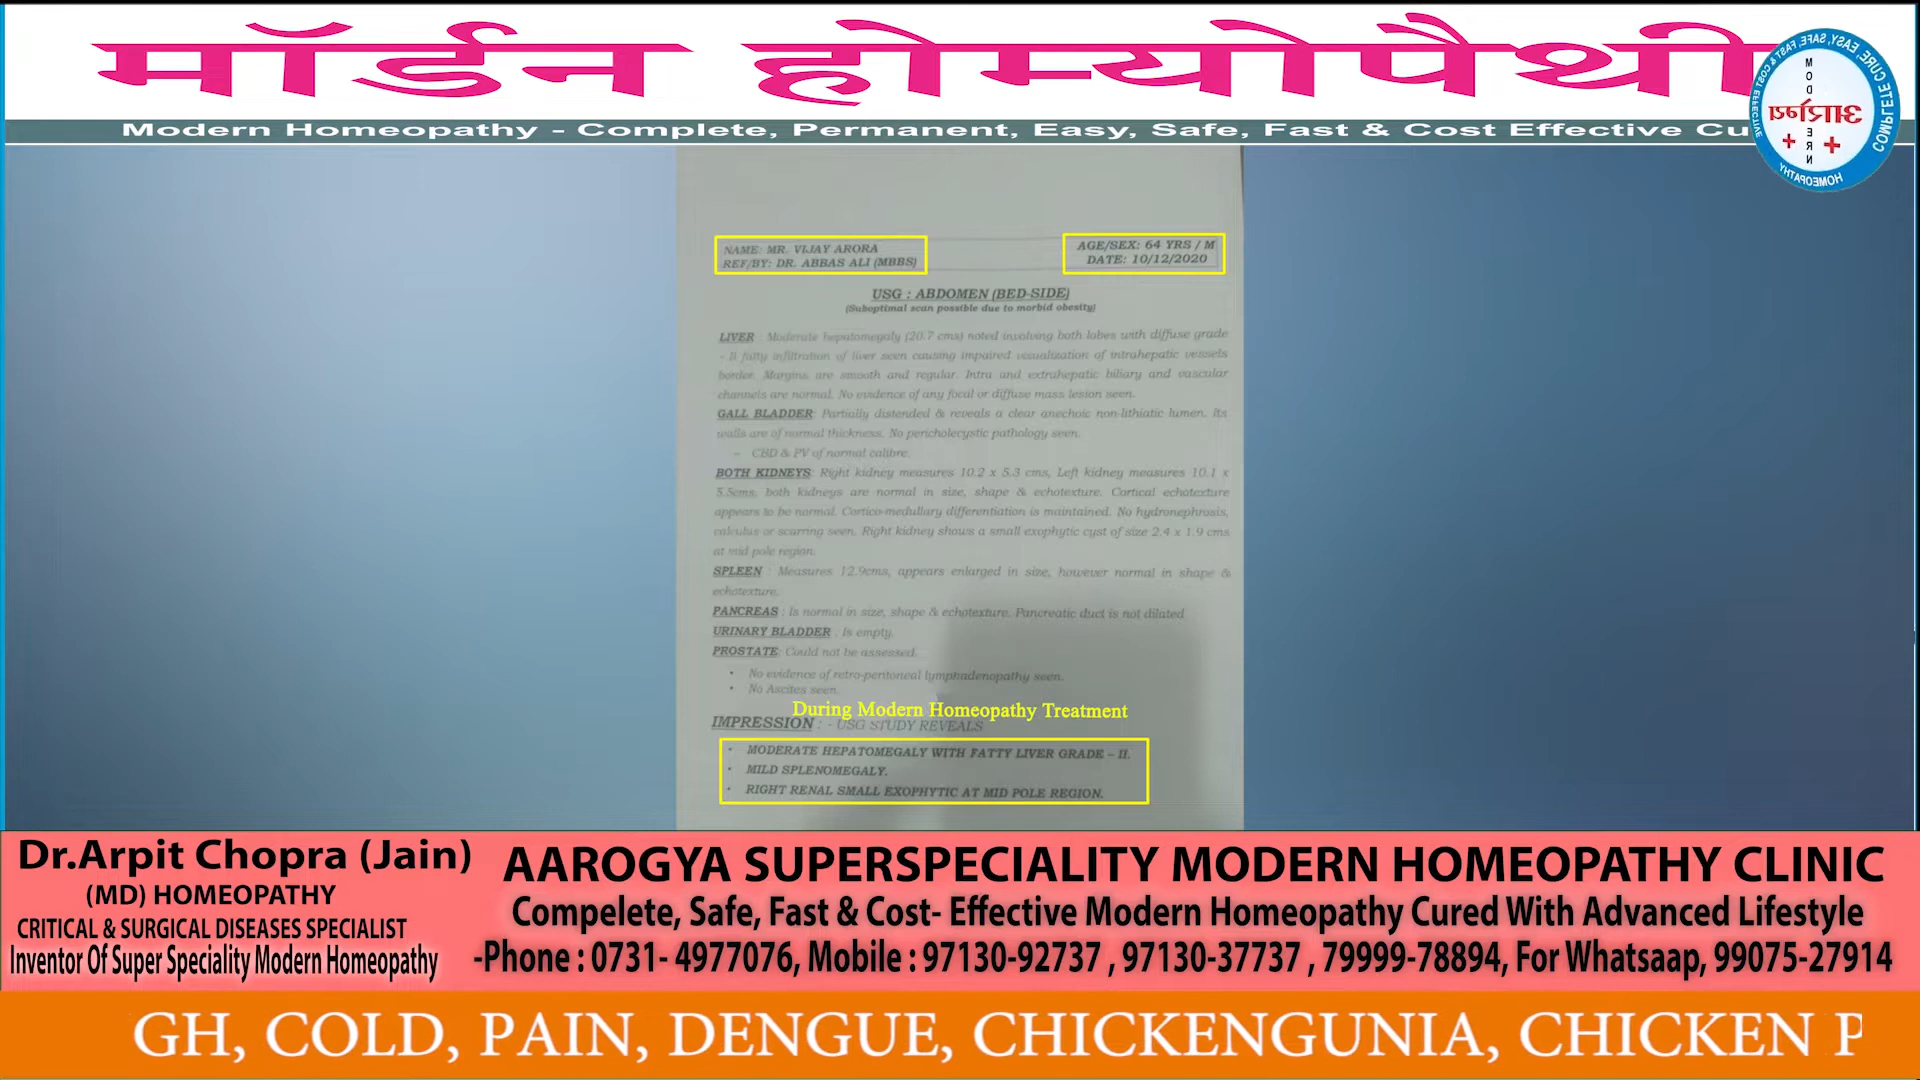 मॉर्डन होम्योपैथी
Modern Homeopathy - Complete, Permanent, Easy, Safe, Fast & Cost Effective Cu
COMPLETE CURE, EASY, SAFE, FAST & COST EFFECTIVE
MODERN
आरोग्य
HOMEOPATHY
NAME: MR. VIJAY ARORA
REF/BY: DR. ABBAS ALI (MBBS)
AGE/SEX: 64 YRS / M
DATE: 10/12/2020
USG : ABDOMEN (BED-SIDE)
(Suboptimal scan possible due to morbid obesity)
LIVER : Moderate hepatomegaly (20.7 cms) noted involving both lobes with diffuse grade
- II fatty infiltration of liver seen causing impaired visualization of intrahepatic vessels
border. Margins are smooth and regular. Intra and extrahepatic biliary and vascular
channels are normal. No evidence of any focal or diffuse mass lesion seen.
GALL BLADDER: Partially distended & reveals a clear anechoic non-lithiatic lumen. Its
walls are of normal thickness. No pericholecystic pathology seen.
– CBD & PV of normal calibre.
BOTH KIDNEYS: Right kidney measures 10.2 x 5.3 cms, Left kidney measures 10.1 x
5.5cms. both kidneys are normal in size, shape & echotexture. Cortical echotexture
appears to be normal. Cortico-medullary differentiation is maintained. No hydronephrosis,
calculus or scarring seen. Right kidney shows a small exophytic cyst of size 2.4 x 1.9 cms
at mid pole region.
SPLEEN : Measures 12.9cms, appears enlarged in size, however normal in shape &
echotexture.
PANCREAS : Is normal in size, shape & echotexture. Pancreatic duct is not dilated
URINARY BLADDER : Is empty.
PROSTATE: Could not be assessed.
• No evidence of retro-peritoneal lymphadenopathy seen.
• No Ascites seen.
During Modern Homeopathy Treatment
IMPRESSION : - USG STUDY REVEALS
• MODERATE HEPATOMEGALY WITH FATTY LIVER GRADE – II.
• MILD SPLENOMEGALY.
• RIGHT RENAL SMALL EXOPHYTIC AT MID POLE REGION.
Dr.Arpit Chopra (Jain)
(MD) HOMEOPATHY
CRITICAL & SURGICAL DISEASES SPECIALIST
Inventor Of Super Speciality Modern Homeopathy
AAROGYA SUPERSPECIALITY MODERN HOMEOPATHY CLINIC
Compelete, Safe, Fast & Cost- Effective Modern Homeopathy Cured With Advanced Lifestyle
-Phone : 0731- 4977076, Mobile : 97130-92737 , 97130-37737 , 79999-78894, For Whatsaap, 99075-27914
GH, COLD, PAIN, DENGUE, CHICKENGUNIA, CHICKEN P